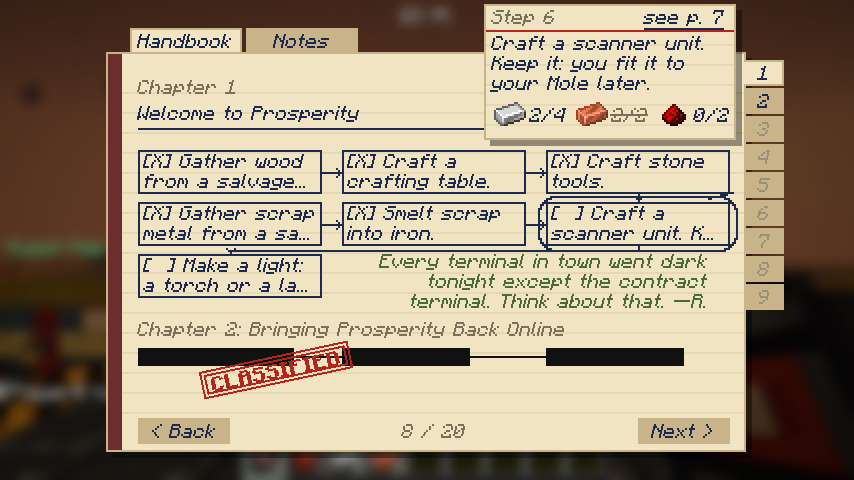 Step 6 see p. 7
Craft a scanner unit.
Keep it: you fit it to
your Mole later.
2/4 2/2 0/2
Handbook Notes
Chapter 1
Welcome to Prosperity
[X] Gather wood
from a salvage...
[X] Craft a
crafting table.
[X] Craft stone
tools.
[X] Gather scrap
metal from a sa...
[X] Smelt scrap
into iron.
[ ] Craft a
scanner unit. K...
[ ] Make a light:
a torch or a la...
Every terminal in town went dark
tonight except the contract
terminal. Think about that. —R.
Chapter 2: Bringing Prosperity Back Online
CLASSIFIED
< Back
8 / 20
Next >
1
2
3
4
5
6
7
8
9